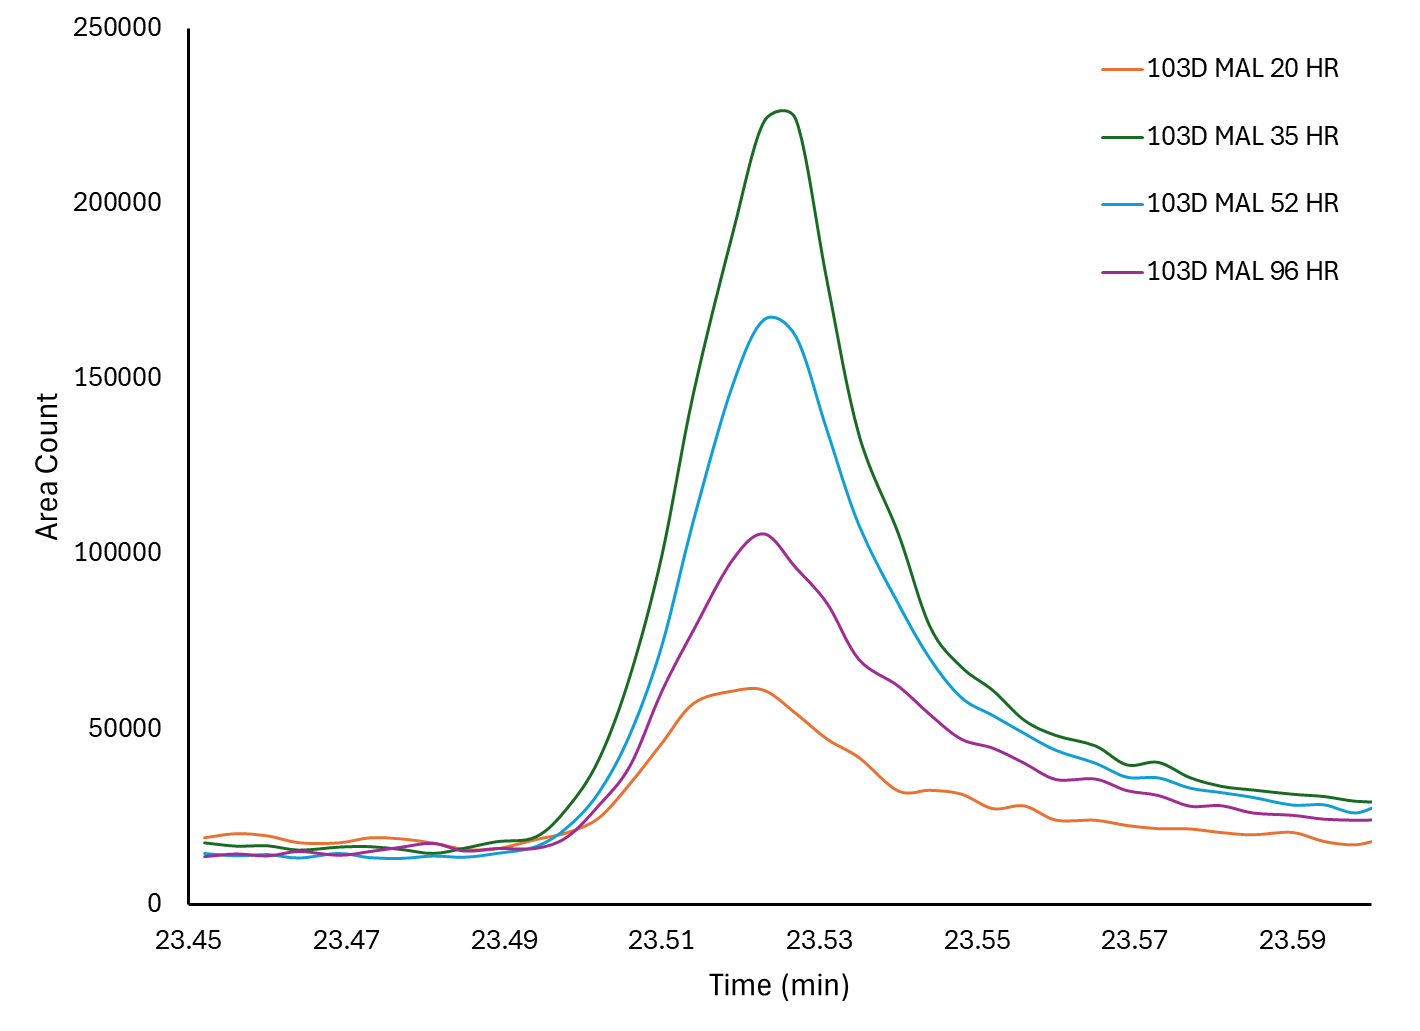 250000
200000
150000
100000
50000
0
Area Count
23.45 23.47 23.49 23.51 23.53 23.55 23.57 23.59
Time (min)
103D MAL 20 HR
103D MAL 35 HR
103D MAL 52 HR
103D MAL 96 HR